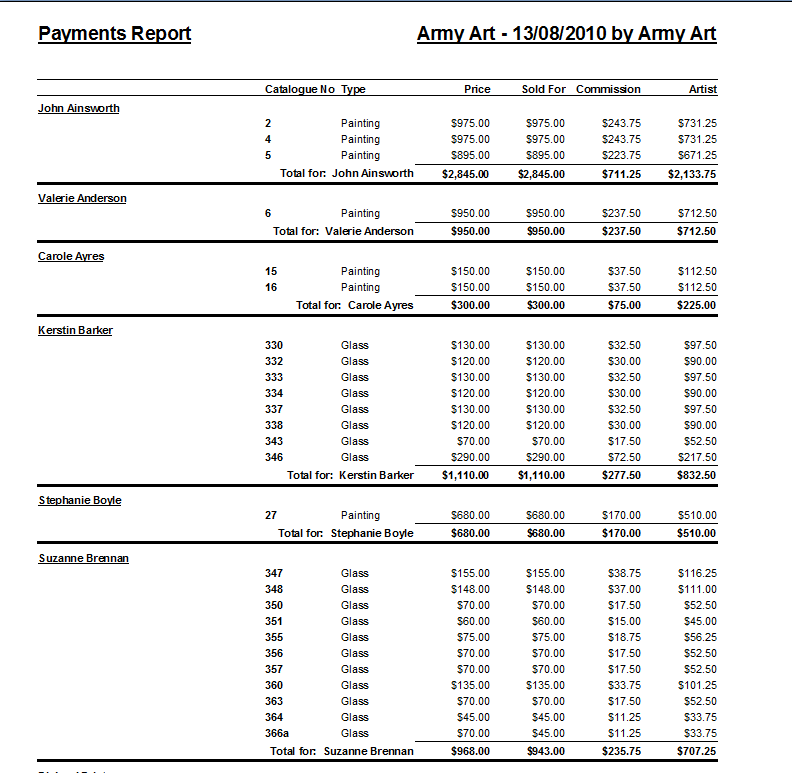 Payments Report Army Art - 13/08/2010 by Army Art
Catalogue No Type Price Sold For Commission Artist
John Ainsworth
2 Painting $975.00 $975.00 $243.75 $731.25
4 Painting $975.00 $975.00 $243.75 $731.25
5 Painting $895.00 $895.00 $223.75 $671.25
Total for: John Ainsworth $2,845.00 $2,845.00 $711.25 $2,133.75
Valerie Anderson
6 Painting $950.00 $950.00 $237.50 $712.50
Total for: Valerie Anderson $950.00 $950.00 $237.50 $712.50
Carole Ayres
15 Painting $150.00 $150.00 $37.50 $112.50
16 Painting $150.00 $150.00 $37.50 $112.50
Total for: Carole Ayres $300.00 $300.00 $75.00 $225.00
Kerstin Barker
330 Glass $130.00 $130.00 $32.50 $97.50
332 Glass $120.00 $120.00 $30.00 $90.00
333 Glass $130.00 $130.00 $32.50 $97.50
334 Glass $120.00 $120.00 $30.00 $90.00
337 Glass $130.00 $130.00 $32.50 $97.50
338 Glass $120.00 $120.00 $30.00 $90.00
343 Glass $70.00 $70.00 $17.50 $52.50
346 Glass $290.00 $290.00 $72.50 $217.50
Total for: Kerstin Barker $1,110.00 $1,110.00 $277.50 $832.50
Stephanie Boyle
27 Painting $680.00 $680.00 $170.00 $510.00
Total for: Stephanie Boyle $680.00 $680.00 $170.00 $510.00
Suzanne Brennan
347 Glass $155.00 $155.00 $38.75 $116.25
348 Glass $148.00 $148.00 $37.00 $111.00
350 Glass $70.00 $70.00 $17.50 $52.50
351 Glass $60.00 $60.00 $15.00 $45.00
355 Glass $75.00 $75.00 $18.75 $56.25
356 Glass $70.00 $70.00 $17.50 $52.50
357 Glass $70.00 $70.00 $17.50 $52.50
360 Glass $135.00 $135.00 $33.75 $101.25
363 Glass $70.00 $70.00 $17.50 $52.50
364 Glass $45.00 $45.00 $11.25 $33.75
366a Glass $70.00 $45.00 $11.25 $33.75
Total for: Suzanne Brennan $968.00 $943.00 $235.75 $707.25